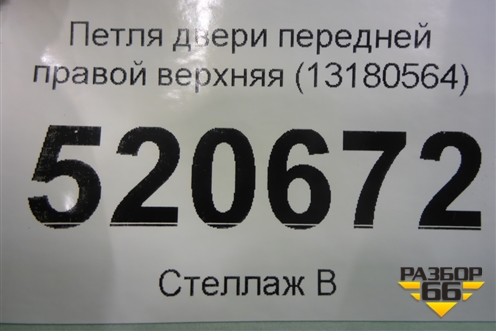 Петля двери передней
правой верхняя (13180564)
520672
Стеллаж В
РАЗБОР
66